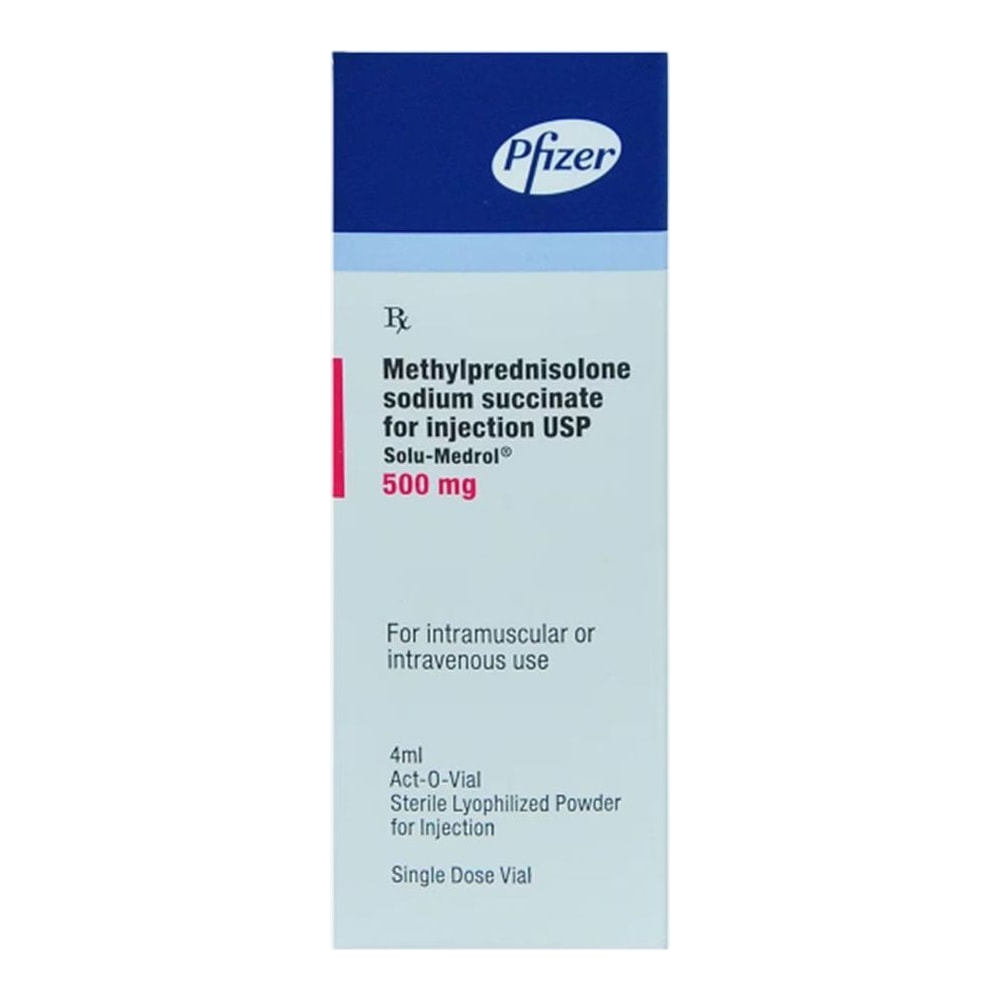 Pfizer
Rx
Methylprednisolone
sodium succinate
for injection USP
Solu-Medrol®
500 mg
For intramuscular or
intravenous use
4ml
Act-O-Vial
Sterile Lyophilized Powder
for Injection
Single Dose Vial